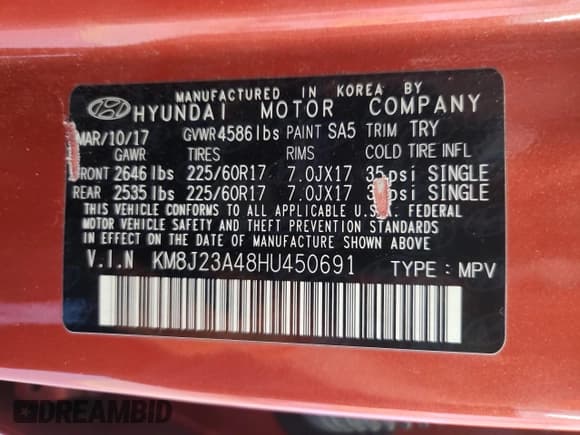 MANUFACTURED IN KOREA BY
HYUNDAI MOTOR COMPANY
MAR/10/17 GVWR 4586 lbs PAINT SA5 TRIM TRY
GAWR TIRES RIMS COLD TIRE INFL
FRONT 2646 lbs 225/60R17 7.0JX17 35 psi SINGLE
REAR 2535 lbs 225/60R17 7.0JX17 psi SINGLE
THIS VEHICLE CONFORMS TO ALL APPLICABLE U.S.A. FEDERAL
MOTOR VEHICLE SAFETY AND THEFT PREVENTION STANDARDS
IN EFFECT ON THE DATE OF MANUFACTURE SHOWN ABOVE.
V.I.N KM8J23A48HU450691 TYPE : MPV
DREAMBID